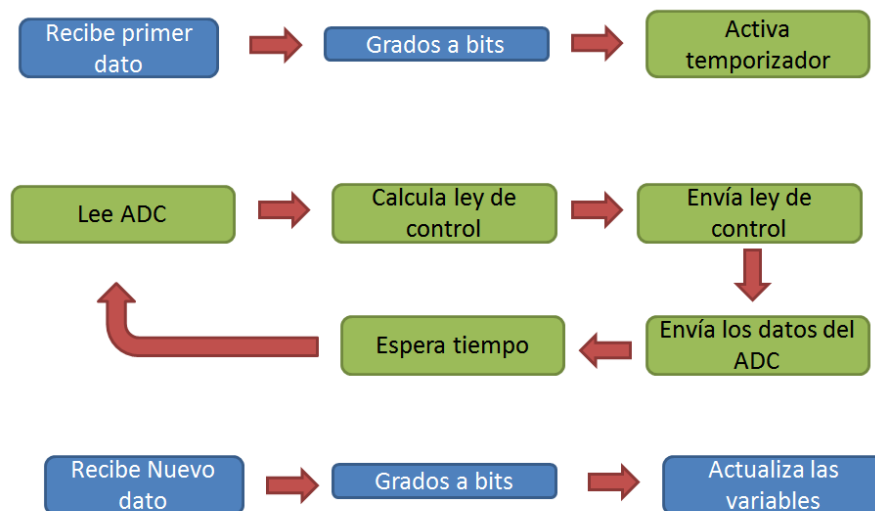 Recibe primer
dato
Grados a bits
Activa
temporizador
Lee ADC
Calcula ley de
control
Envía ley de
control
Espera tiempo
Envía los datos del
ADC
Recibe Nuevo
dato
Grados a bits
Actualiza las
variables